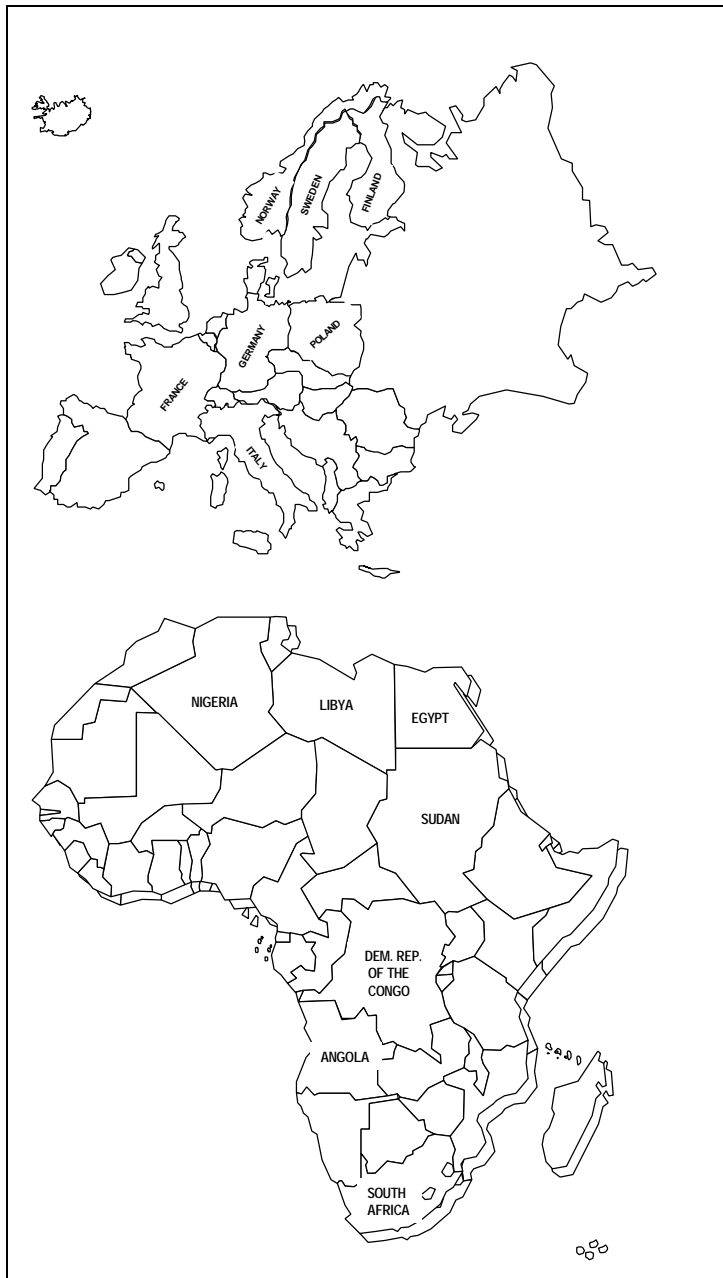 NORWAY
SWEDEN
FINLAND
GERMANY
POLAND
FRANCE
ITALY
NIGERIA
LIBYA
EGYPT
SUDAN
DEM. REP.
OF THE
CONGO
ANGOLA
SOUTH
AFRICA